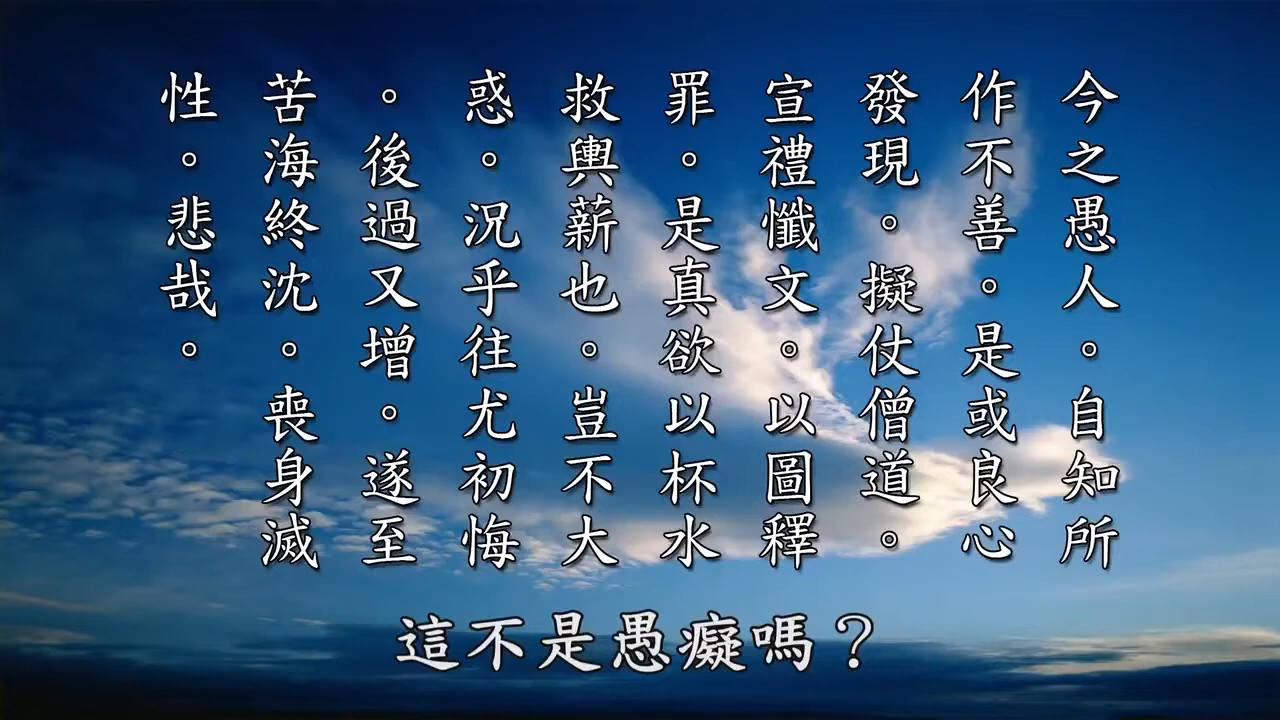 今之愚人。自知所
作不善。是或良心
發現。擬仗僧道。
宣禮懺文。以圖釋
罪。是真欲以杯水
救輿薪也。豈不大
惑。況乎往尤初悔
。後過又增。遂至
苦海終沈。喪身滅
性。悲哉。
這不是愚癡嗎？